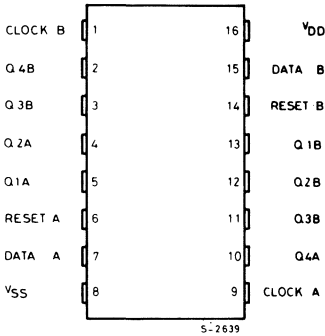 CLOCK B 1 16 VDD
Q4B 2 15 DATA B
Q3B 3 14 RESET B
Q2A 4 13 Q1B
Q1A 5 12 Q2B
RESET A 6 11 Q3B
DATA A 7 10 Q4A
VSS 8 9 CLOCK A
S-2639